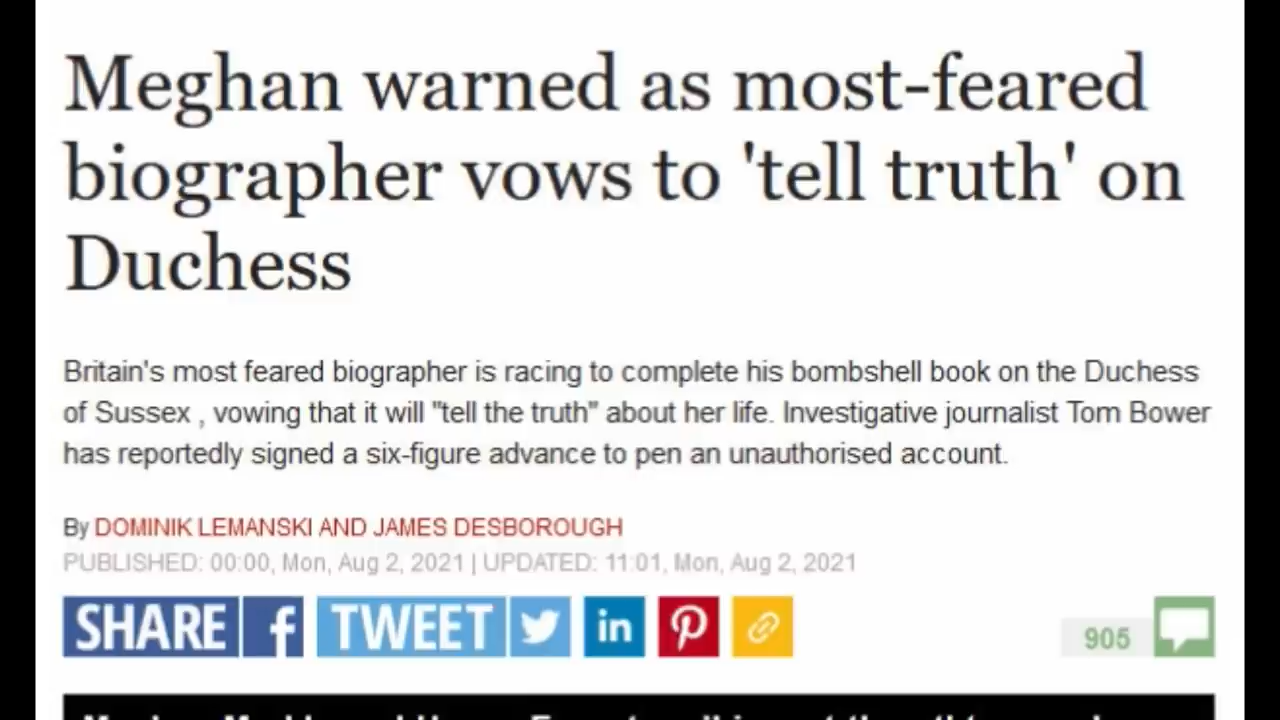 Meghan warned as most-feared
biographer vows to 'tell truth' on
Duchess
Britain's most feared biographer is racing to complete his bombshell book on the Duchess
of Sussex , vowing that it will "tell the truth" about her life. Investigative journalist Tom Bower
has reportedly signed a six-figure advance to pen an unauthorised account.
By DOMINIK LEMANSKI AND JAMES DESBOROUGH
PUBLISHED: 00:00, Mon, Aug 2, 2021 | UPDATED: 11:01, Mon, Aug 2, 2021
SHARE f TWEET in 905